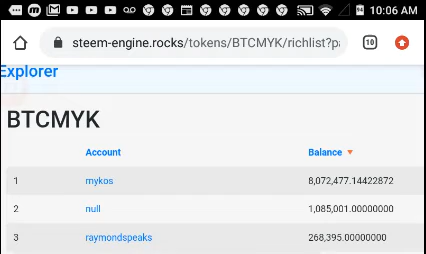 10:06 AM
steem-engine.rocks/tokens/BTCMYK/richlist?p
10
Explorer
BTCMYK
Account Balance
1 mykos 8,072,477.14422872
2 null 1,085,001.00000000
3 raymondspeaks 268,395.00000000